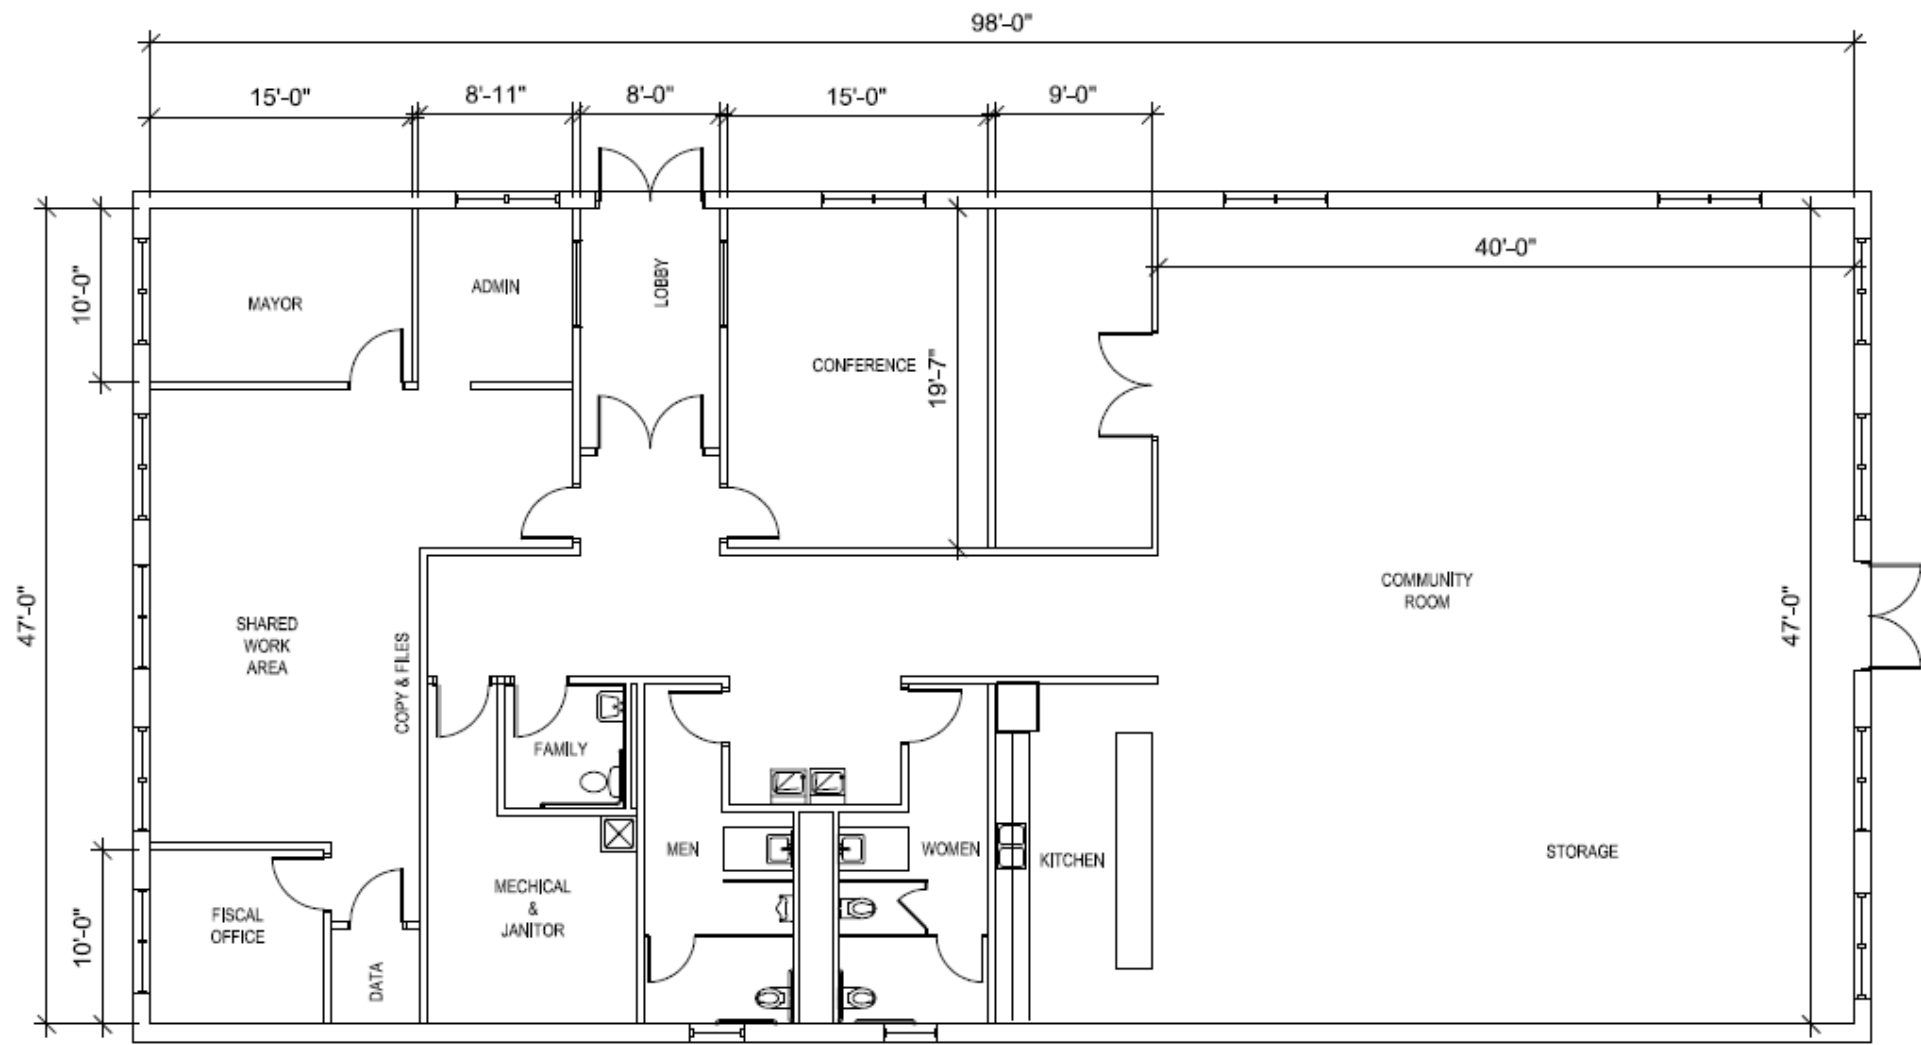 98'-0"
15'-0"
8'-11"
8'-0"
15'-0"
9'-0"
40'-0"
10'-0"
MAYOR
ADMIN
LOBBY
CONFERENCE
19'-7"
47'-0"
SHARED
WORK
AREA
COPY & FILES
COMMUNITY
ROOM
47'-0"
FAMILY
MEN
WOMEN
KITCHEN
STORAGE
MECHICAL
&
JANITOR
FISCAL
OFFICE
10'-0"
DATA